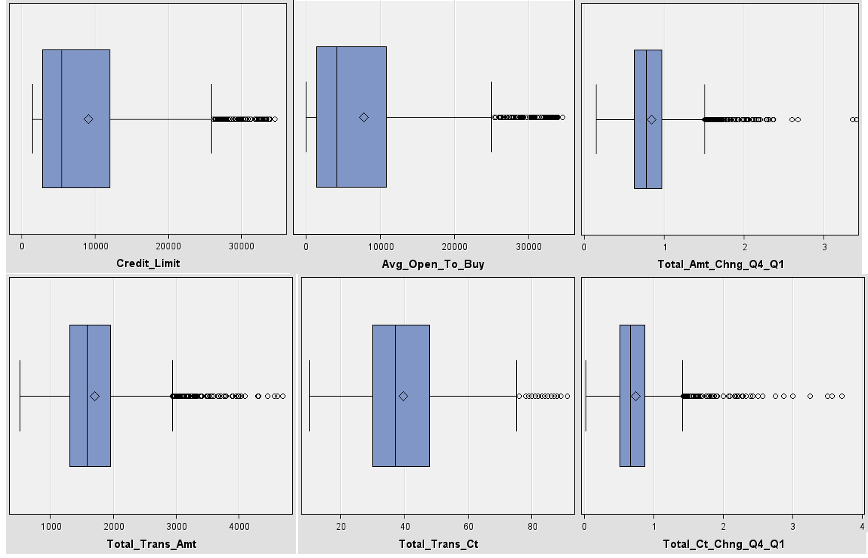 0 10000 20000 30000
Credit_Limit
0 10000 20000 30000
Avg_Open_To_Buy
0 1 2 3
Total_Amt_Chng_Q4_Q1
1000 2000 3000 4000
Total_Trans_Amt
20 40 60 80
Total_Trans_Ct
0 1 2 3 4
Total_Ct_Chng_Q4_Q1